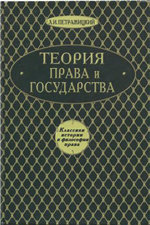 Л.И. ПЕТРАЖИЦКИЙ
ТЕОРИЯ
ПРАВА И
ГОСУДАРСТВА
Классики
истории
и философии
права